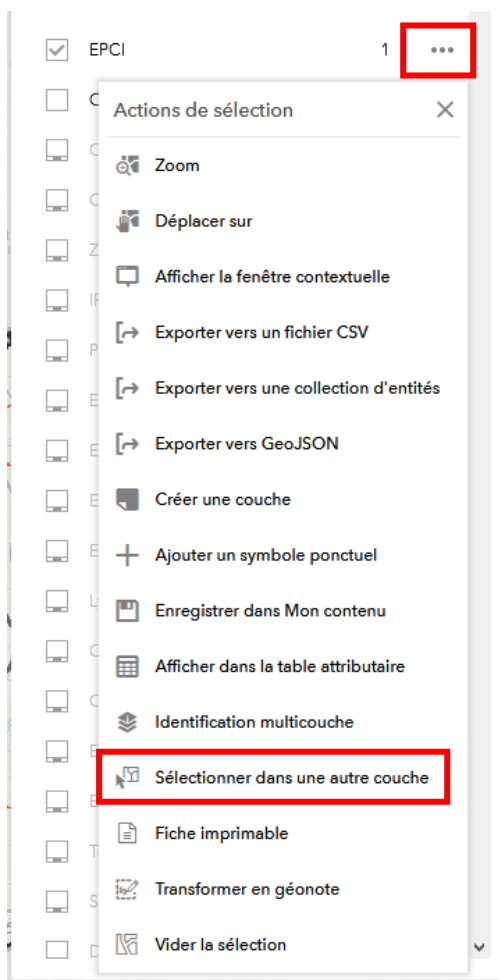 EPCI 1
Actions de sélection
Zoom
Déplacer sur
Afficher la fenêtre contextuelle
Exporter vers un fichier CSV
Exporter vers une collection d'entités
Exporter vers GeoJSON
Créer une couche
Ajouter un symbole ponctuel
Enregistrer dans Mon contenu
Afficher dans la table attributaire
Identification multicouche
Sélectionner dans une autre couche
Fiche imprimable
Transformer en géonote
Vider la sélection